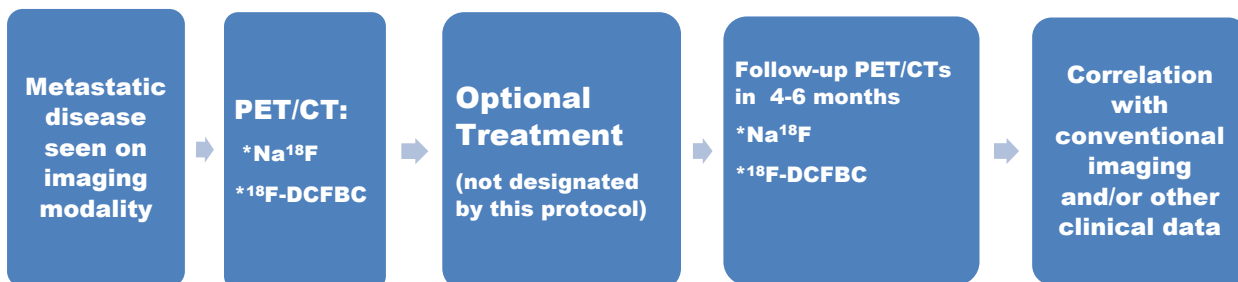 Metastatic
disease
seen on
imaging
modality
PET/CT:
*Na¹⁸F
*¹⁸F-DCFBC
Optional
Treatment
(not designated
by this protocol)
Follow-up PET/CTs
in 4-6 months
*Na¹⁸F
*¹⁸F-DCFBC
Correlation
with
conventional
imaging
and/or other
clinical data